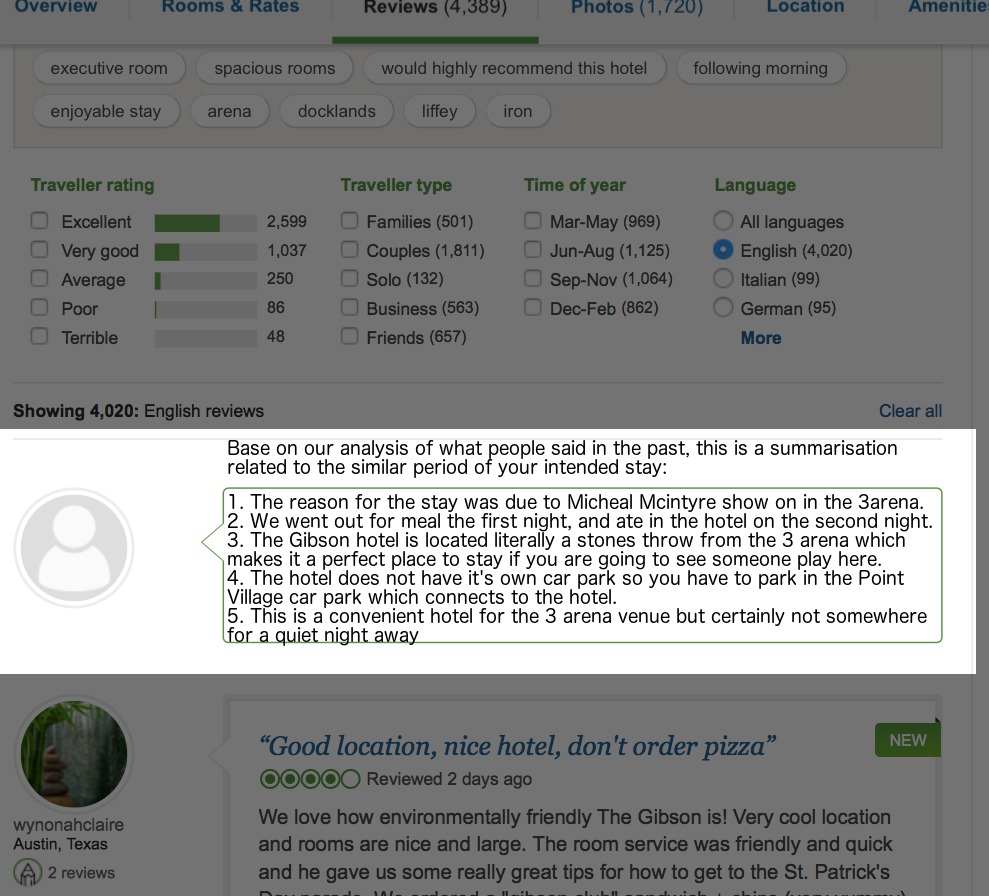 Overview Rooms & Rates Reviews (4,389) Photos (1,720) Location Amenitie
executive room spacious rooms would highly recommend this hotel following morning
enjoyable stay arena docklands liffey iron
Traveller rating Traveller type Time of year Language
Excellent 2,599 Families (501) Mar-May (969) All languages
Very good 1,037 Couples (1,811) Jun-Aug (1,125) English (4,020)
Average 250 Solo (132) Sep-Nov (1,064) Italian (99)
Poor 86 Business (563) Dec-Feb (862) German (95)
Terrible 48 Friends (657) More
Showing 4,020: English reviews Clear all
Base on our analysis of what people said in the past, this is a summarisation
related to the similar period of your intended stay:
1. The reason for the stay was due to Micheal Mcintyre show on in the 3arena.
2. We went out for meal the first night, and ate in the hotel on the second night.
3. The Gibson hotel is located literally a stones throw from the 3 arena which
makes it a perfect place to stay if you are going to see someone play here.
4. The hotel does not have it's own car park so you have to park in the Point
Village car park which connects to the hotel.
5. This is a convenient hotel for the 3 arena venue but certainly not somewhere
for a quiet night away
“Good location, nice hotel, don't order pizza” NEW
Reviewed 2 days ago
wynonahclaire
Austin, Texas
2 reviews
We love how environmentally friendly The Gibson is! Very cool location
and rooms are nice and large. The room service was friendly and quick
and he gave us some really great tips for how to get to the St. Patrick's
Day parade. We ordered a "gibson club" sandwich + chips (very yummy)